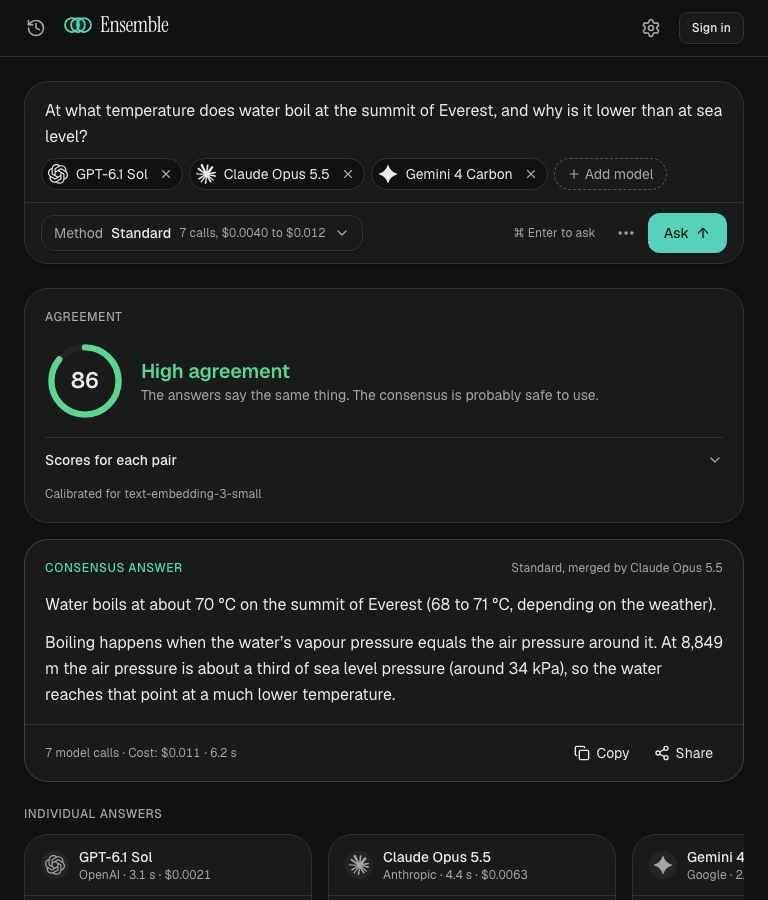 Ensemble
Sign in
At what temperature does water boil at the summit of Everest, and why is it lower than at sea
level?
GPT-6.1 Sol
Claude Opus 5.5
Gemini 4 Carbon
+ Add model
Method Standard 7 calls, $0.0040 to $0.012
⌘ Enter to ask
Ask ↑
AGREEMENT
86
High agreement
The answers say the same thing. The consensus is probably safe to use.
Scores for each pair
Calibrated for text-embedding-3-small
CONSENSUS ANSWER
Standard, merged by Claude Opus 5.5
Water boils at about 70 °C on the summit of Everest (68 to 71 °C, depending on the weather).
Boiling happens when the water’s vapour pressure equals the air pressure around it. At 8,849
m the air pressure is about a third of sea level pressure (around 34 kPa), so the water
reaches that point at a much lower temperature.
7 model calls · Cost: $0.011 · 6.2 s
Copy
Share
INDIVIDUAL ANSWERS
GPT-6.1 Sol
OpenAI · 3.1 s · $0.0021
Claude Opus 5.5
Anthropic · 4.4 s · $0.0063
Gemini 4
Google · 2.